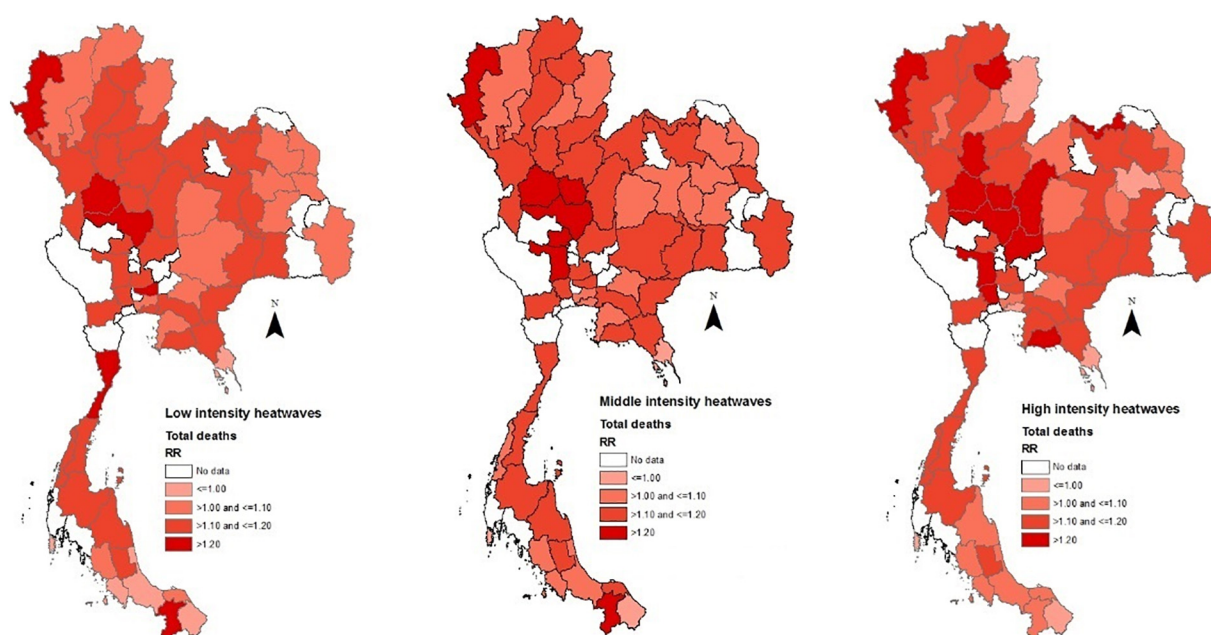 N
Low intensity heatwaves
Total deaths
RR
No data
<=1.00
>1.00 and <=1.10
>1.10 and <=1.20
>1.20
N
Middle intensity heatwaves
Total deaths
RR
No data
<=1.00
>1.00 and <=1.10
>1.10 and <=1.20
>1.20
N
High intensity heatwaves
Total deaths
RR
No data
<=1.00
>1.00 and <=1.10
>1.10 and <=1.20
>1.20